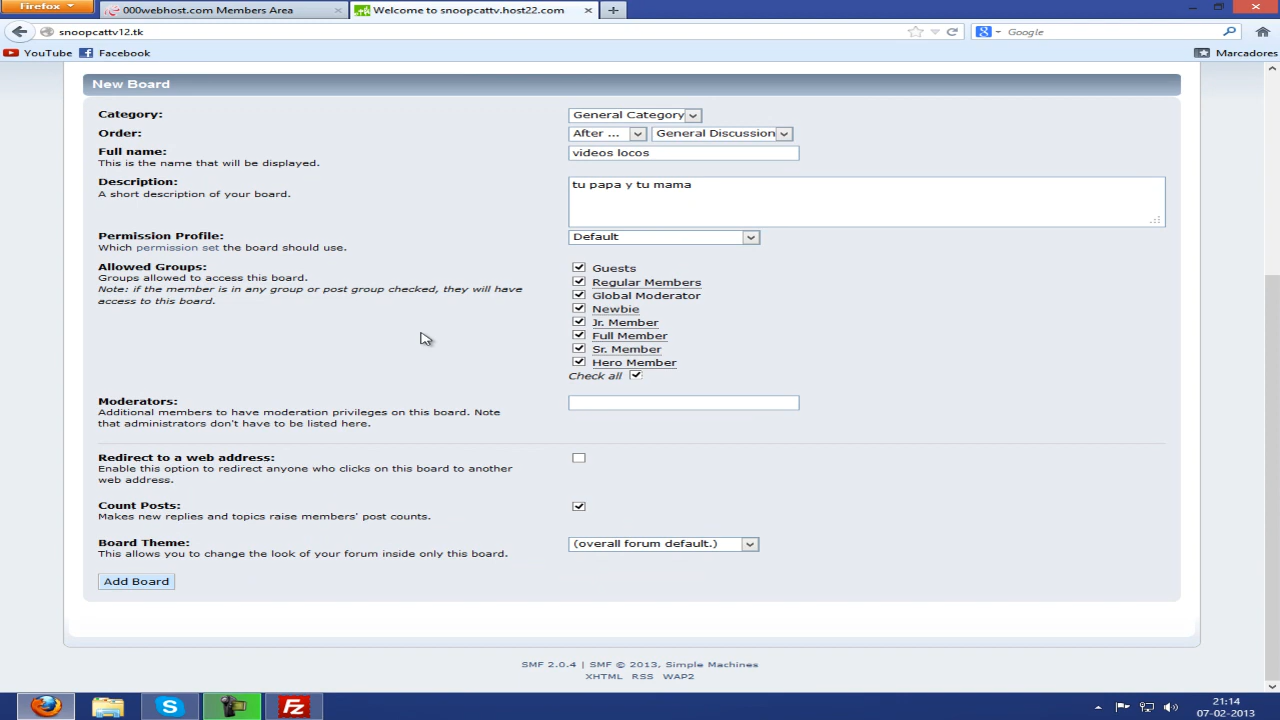 Firefox
000webhost.com Members Area
Welcome to snoopcattv.host22.com
snoopcattv12.tk
Google
YouTube
Facebook
Marcadores
New Board
Category:
General Category
Order:
After ...
General Discussion
Full name:
This is the name that will be displayed.
videos locos
Description:
A short description of your board.
tu papa y tu mama
Permission Profile:
Which permission set the board should use.
Default
Allowed Groups:
Groups allowed to access this board.
Note: if the member is in any group or post group checked, they will have
access to this board.
Guests
Regular Members
Global Moderator
Newbie
Jr. Member
Full Member
Sr. Member
Hero Member
Check all
Moderators:
Additional members to have moderation privileges on this board. Note
that administrators don't have to be listed here.
Redirect to a web address:
Enable this option to redirect anyone who clicks on this board to another
web address.
Count Posts:
Makes new replies and topics raise members' post counts.
Board Theme:
This allows you to change the look of your forum inside only this board.
(overall forum default.)
Add Board
SMF 2.0.4 | SMF © 2013, Simple Machines
XHTML RSS WAP2
21:14
07-02-2013